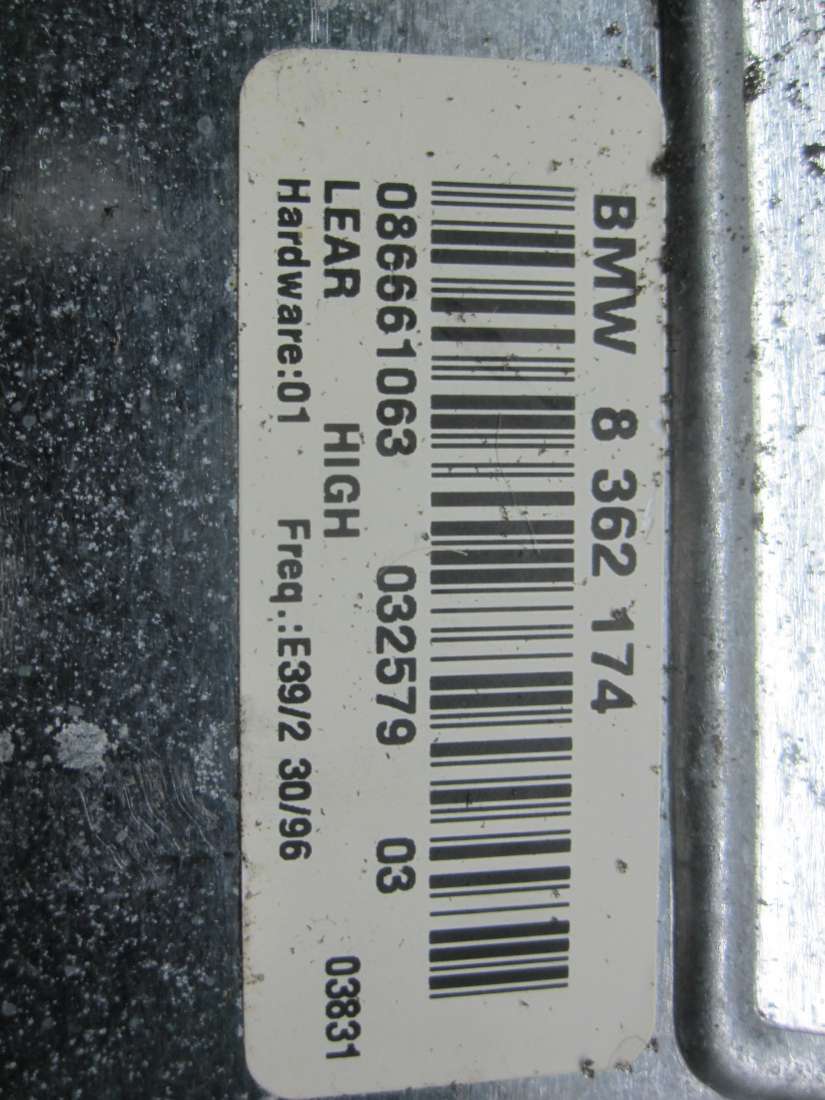 BMW 8 362 174
086661063 032579 03
LEAR HIGH 03831
Hardware:01 Freq.:E39/2 30/96